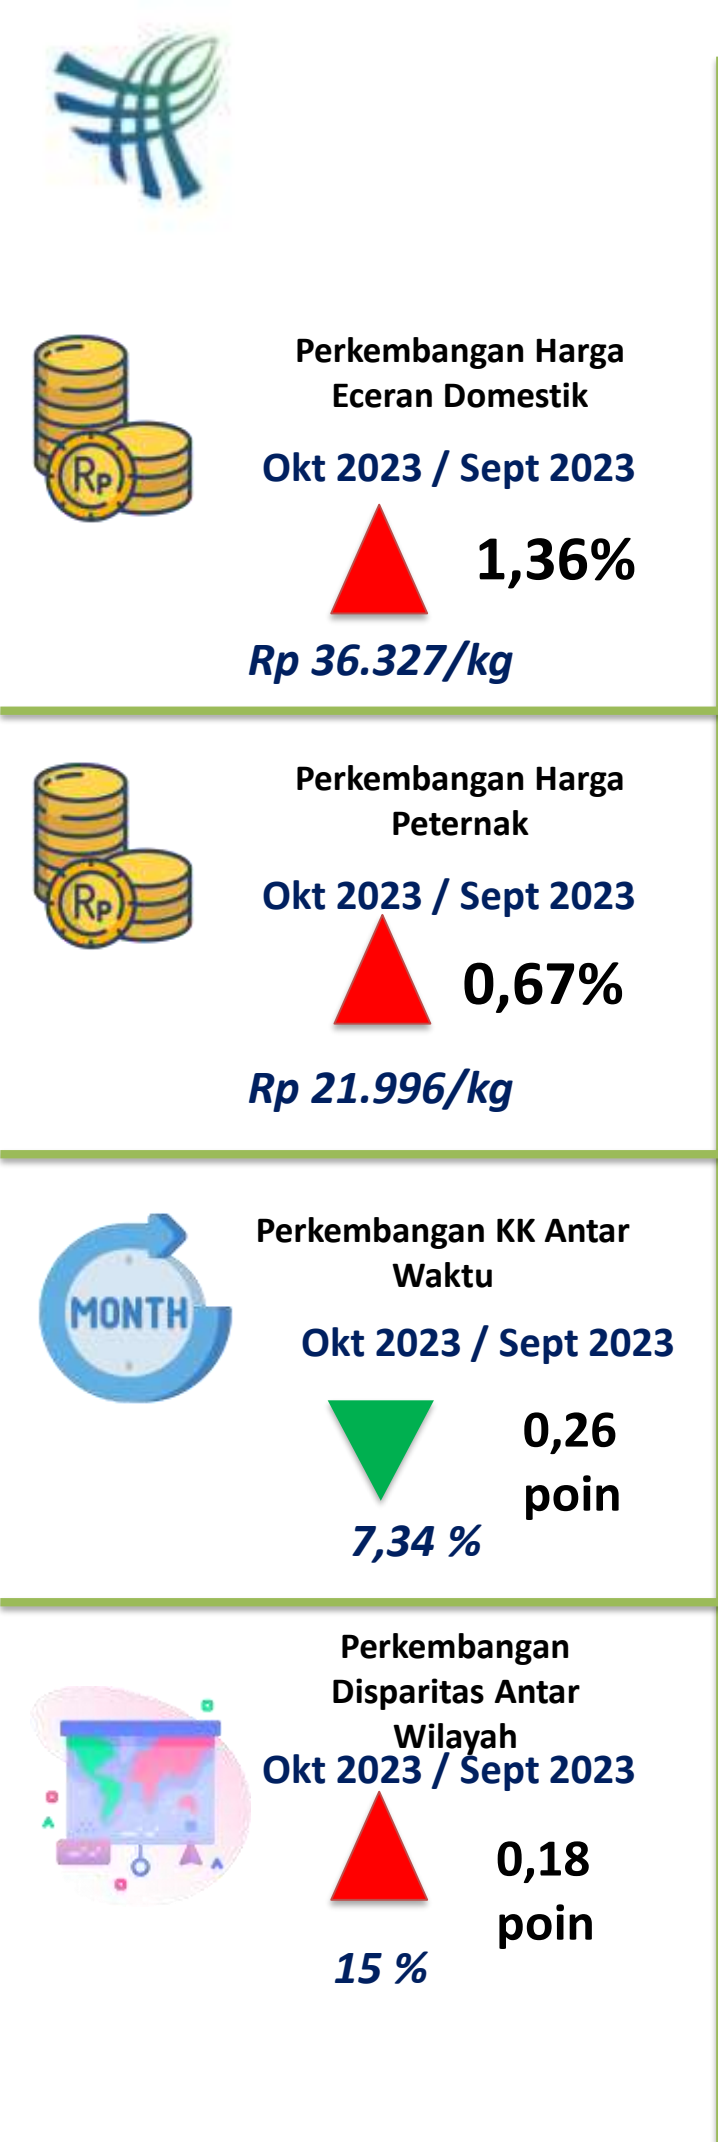 Perkembangan Harga
Eceran Domestik
Okt 2023 / Sept 2023
1,36%
Rp 36.327/kg
Rp
Perkembangan Harga
Peternak
Okt 2023 / Sept 2023
0,67%
Rp 21.996/kg
Rp
Perkembangan KK Antar
Waktu
Okt 2023 / Sept 2023
MONTH
0,26
poin
7,34 %
Perkembangan
Disparitas Antar
Wilayah
Okt 2023 / Sept 2023
0,18
poin
15 %